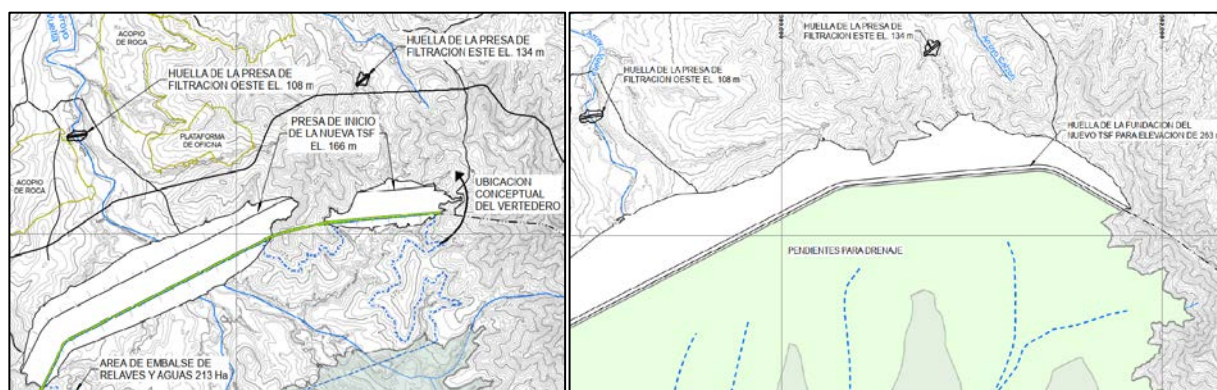 ACOPIO
DE ROCA
HUELLA DE LA PRESA DE
FILTRACION ESTE EL. 134 m
HUELLA DE LA PRESA DE
FILTRACION OESTE EL. 108 m
PRESA DE INICIO
DE LA NUEVA TSF
EL. 166 m
PLATAFORMA
DE OFICINA
ACOPIO
DE ROCA
UBICACION
CONCEPTUAL
DEL VERTEDERO
AREA DE EMBALSE DE
RELAVES Y AGUAS 213 Ha
HUELLA DE LA PRESA DE
FILTRACION ESTE EL. 134 m
HUELLA DE LA PRESA DE
FILTRACION OESTE EL. 108 m
HUELLA DE LA FUNDACION DEL
NUEVO TSF PARA ELEVACION DE 263
PENDIENTES PARA DRENAJE